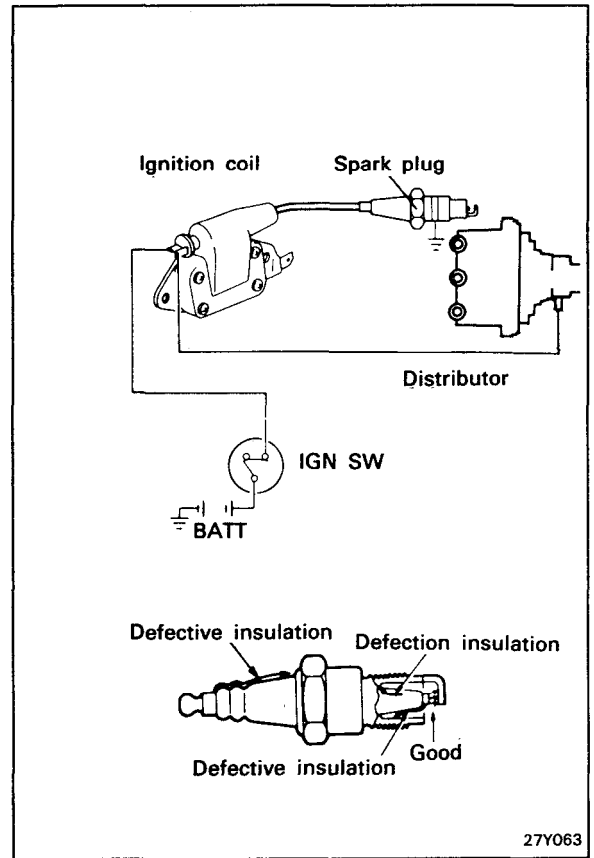 Ignition coil
Spark plug
Distributor
IGN SW
BATT
Defective insulation
Defection insulation
Good
Defective insulation
27Y063